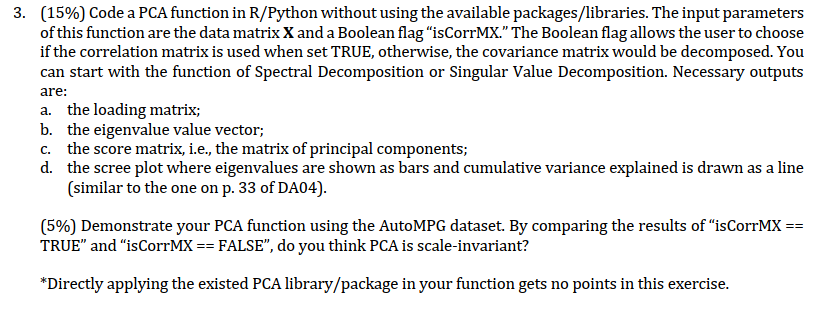 3. (15%) Code a PCA function in R/Python without using the available packages/libraries. The input parameters
of this function are the data matrix X and a Boolean flag “isCorrMX.” The Boolean flag allows the user to choose
if the correlation matrix is used when set TRUE, otherwise, the covariance matrix would be decomposed. You
can start with the function of Spectral Decomposition or Singular Value Decomposition. Necessary outputs
are:
a. the loading matrix;
b. the eigenvalue value vector;
c. the score matrix, i.e., the matrix of principal components;
d. the scree plot where eigenvalues are shown as bars and cumulative variance explained is drawn as a line
(similar to the one on p. 33 of DA04).
(5%) Demonstrate your PCA function using the AutoMPG dataset. By comparing the results of “isCorrMX ==
TRUE” and “isCorrMX == FALSE”, do you think PCA is scale-invariant?
*Directly applying the existed PCA library/package in your function gets no points in this exercise.